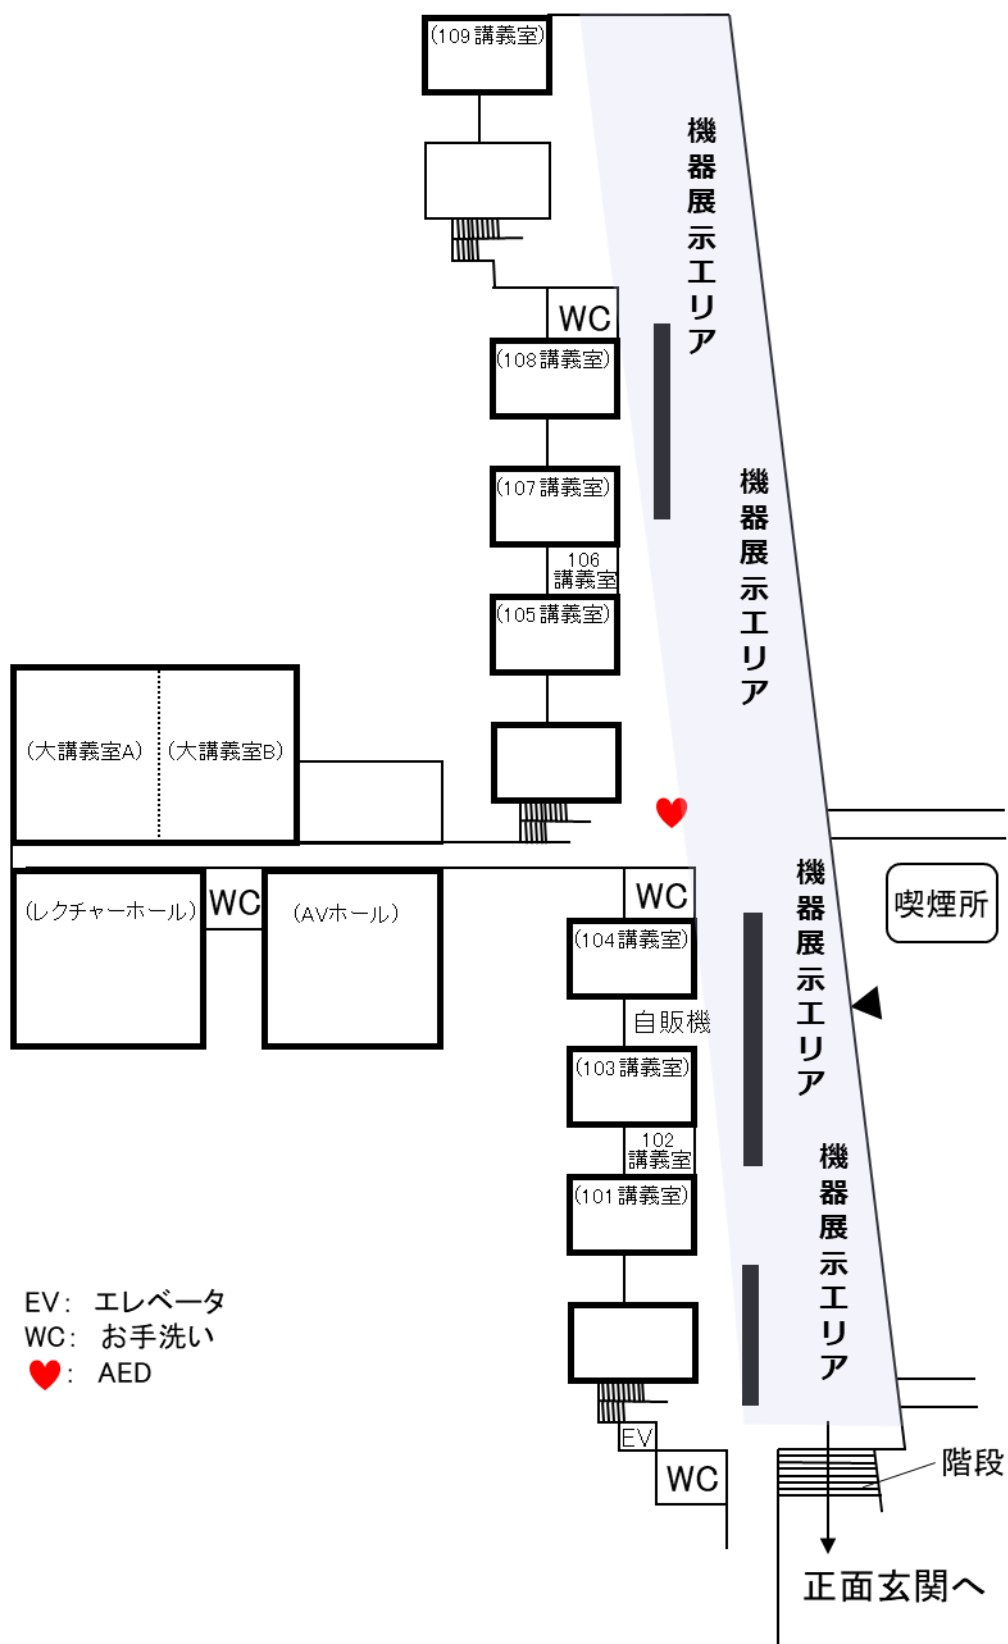 (109講義室)
機器展示エリア
WC
(108講義室)
(107講義室)
機器展示エリア
106
講義室
(105講義室)
(大講義室A)
(大講義室B)
(レクチャーホール)
WC
(AVホール)
WC
機器展示エリア
喫煙所
(104講義室)
自販機
(103講義室)
102
講義室
機器展示エリア
(101講義室)
EV: エレベータ
WC: お手洗い
: AED
EV
WC
階段
正面玄関へ